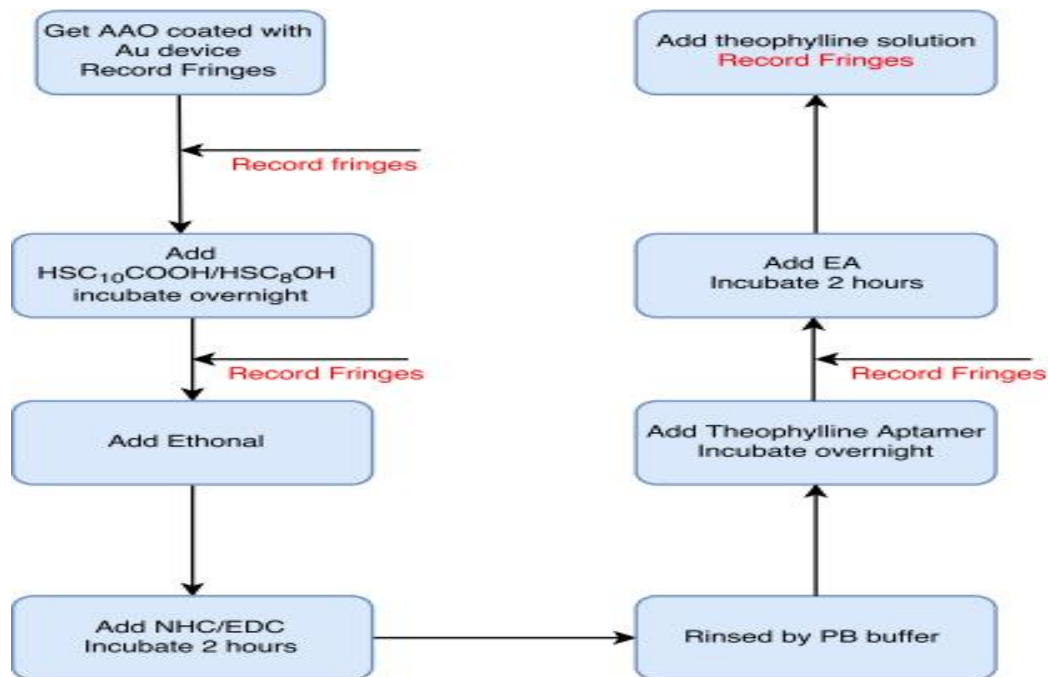 Get AAO coated with
Au device
Record Fringes
Record fringes
Add
HSC₁₀COOH/HSC₈OH
incubate overnight
Record Fringes
Add Ethonal
Add NHC/EDC
Incubate 2 hours
Rinsed by PB buffer
Add Theophylline Aptamer
Incubate overnight
Record Fringes
Add EA
Incubate 2 hours
Add theophylline solution
Record Fringes